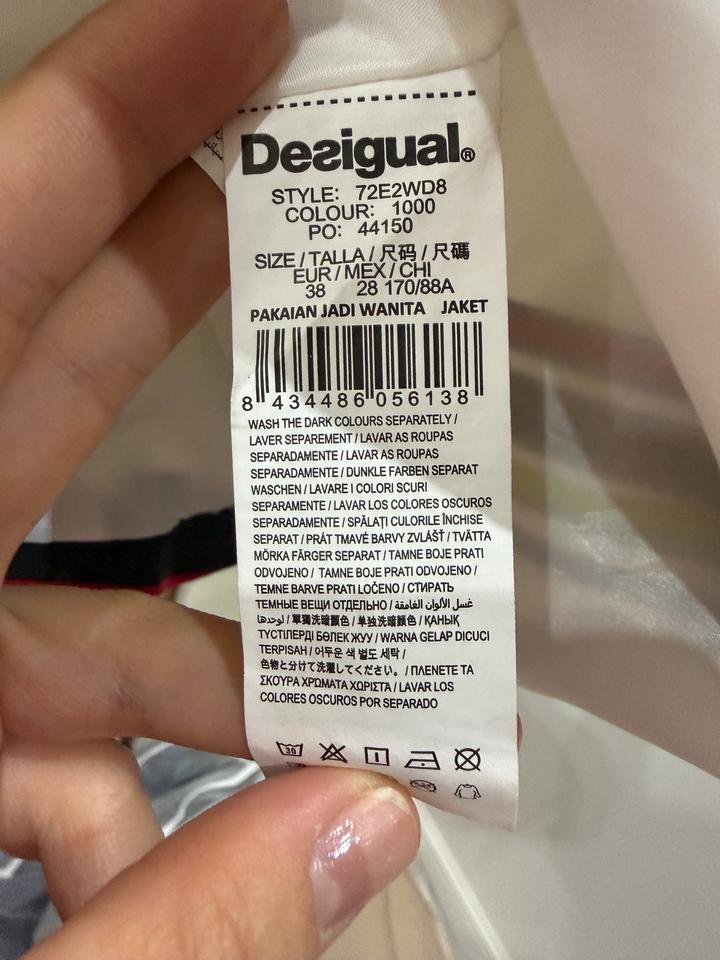 Desigual®
STYLE: 72E2WD8
COLOUR: 1000
PO: 44150
SIZE / TALLA / 尺码 / 尺碼
EUR / MEX / CHI
38 28 170/88A
PAKAIAN JADI WANITA JAKET
8 434486 056138
WASH THE DARK COLOURS SEPARATELY /
LAVER SEPAREMENT / LAVAR AS ROUPAS
SEPARADAMENTE / LAVAR AS ROUPAS
SEPARADAMENTE / DUNKLE FARBEN SEPARAT
WASCHEN / LAVARE I COLORI SCURI
SEPARAMENTE / LAVAR LOS COLORES OSCUROS
SEPARADAMENTE / SPĂLAȚI CULORILE ÎNCHISE
SEPARAT / PRÁT TMAVÉ BARVY ZVLÁŠŤ / TVÄTTA
MÖRKA FÄRGER SEPARAT / TAMNE BOJE PRATI
ODVOJENO / TAMNE BOJE PRATI ODVOJENO /
TEMNE BARVE PRATI LOČENO / СТИРАТЬ
ТЕМНЫЕ ВЕЩИ ОТДЕЛЬНО / غسل الألوان الغامقة
لوحدها / 單獨洗暗顏色 / 单独洗暗颜色 / ҚАНЫҚ
ТҮСТІЛЕРДІ БӨЛЕК ЖУУ / WARNA GELAP DICUCI
TERPISAH / 어두운 색 별도 세탁 /
色物と分けて洗濯してください。 / ΠΛΕΝΕΤΕ ΤΑ
ΣΚΟΥΡΑ ΧΡΩΜΑΤΑ ΧΩΡΙΣΤΑ / LAVAR LOS
COLORES OSCUROS POR SEPARADO
30